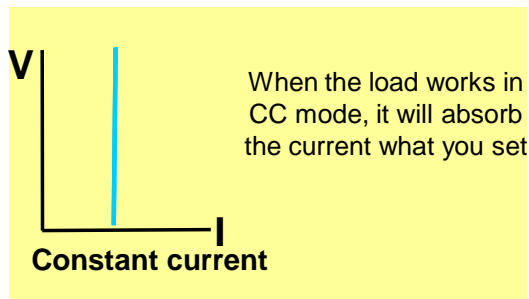 V
When the load works in
CC mode, it will absorb
the current what you set
I
Constant current